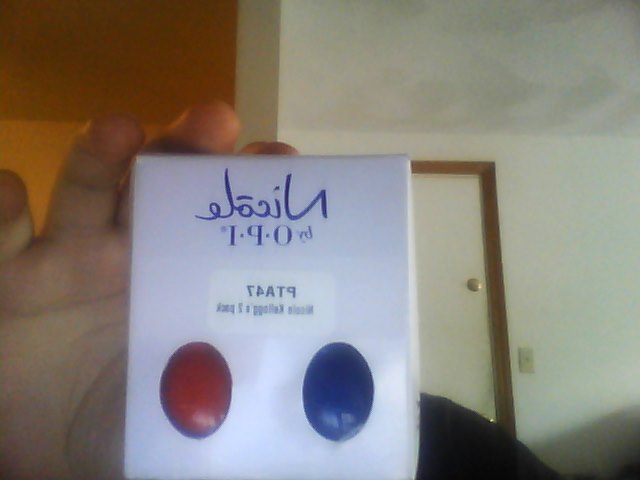 Nicole
by O·P·I®
PTA47
Nicole Kellogg's 2 pack